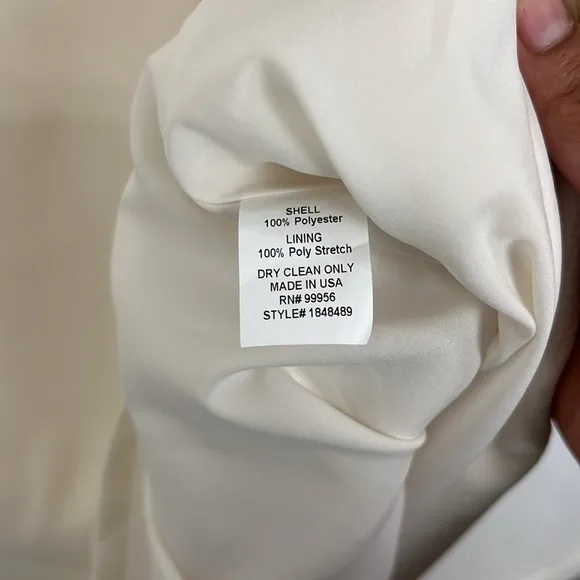 SHELL
100% Polyester
LINING
100% Poly Stretch
DRY CLEAN ONLY
MADE IN USA
RN# 99956
STYLE# 1848489